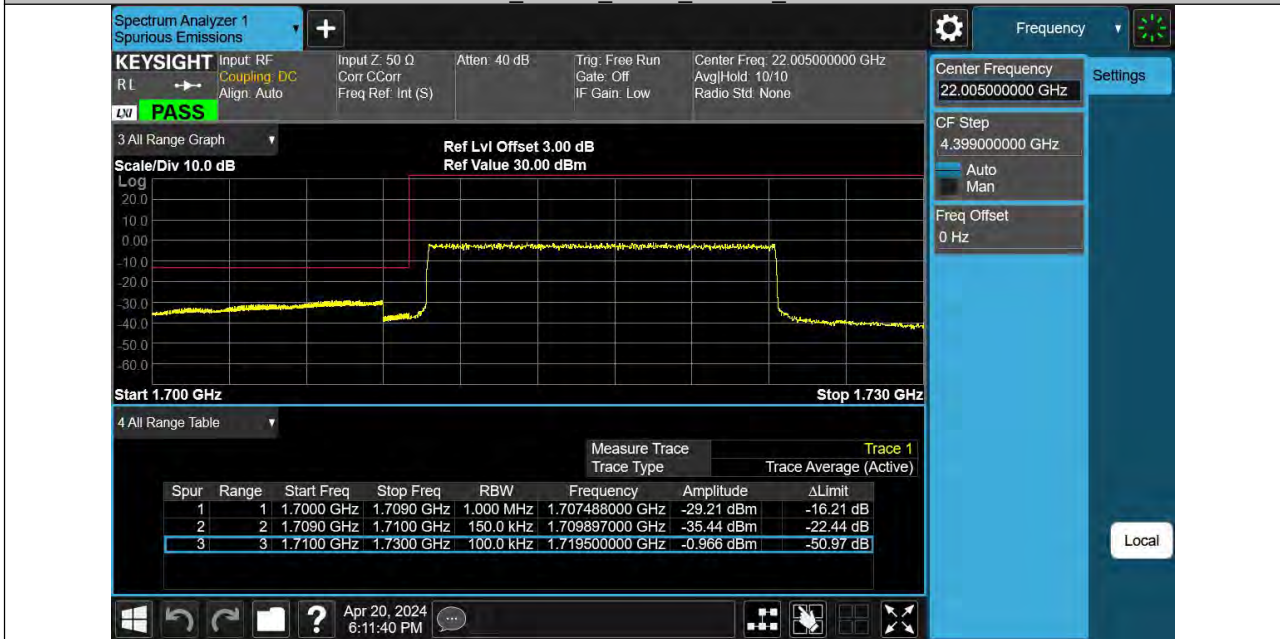 Spectrum Analyzer 1
Spurious Emissions
Frequency
KEYSIGHT
R L
LXI PASS
Input: RF
Coupling: DC
Align: Auto
Input Z: 50 Ω
Corr CCorr
Freq Ref: Int (S)
Atten: 40 dB
Trig: Free Run
Gate: Off
IF Gain: Low
Center Freq: 22.005000000 GHz
Avg|Hold: 10/10
Radio Std: None
Center Frequency
22.005000000 GHz
Settings
CF Step
4.399000000 GHz
Auto
Man
Freq Offset
0 Hz
Local
3 All Range Graph
Scale/Div 10.0 dB
Ref Lvl Offset 3.00 dB
Ref Value 30.00 dBm
Log
20.0
10.0
0.00
-10.0
-20.0
-30.0
-40.0
-50.0
-60.0
Start 1.700 GHz Stop 1.730 GHz
4 All Range Table
Measure Trace Trace 1
Trace Type Trace Average (Active)
Spur Range Start Freq Stop Freq RBW Frequency Amplitude ΔLimit
1 1 1.7000 GHz 1.7090 GHz 1.000 MHz 1.707488000 GHz -29.21 dBm -16.21 dB
2 2 1.7090 GHz 1.7100 GHz 150.0 kHz 1.709897000 GHz -35.44 dBm -22.44 dB
3 3 1.7100 GHz 1.7300 GHz 100.0 kHz 1.719500000 GHz -0.966 dBm -50.97 dB
Apr 20, 2024
6:11:40 PM